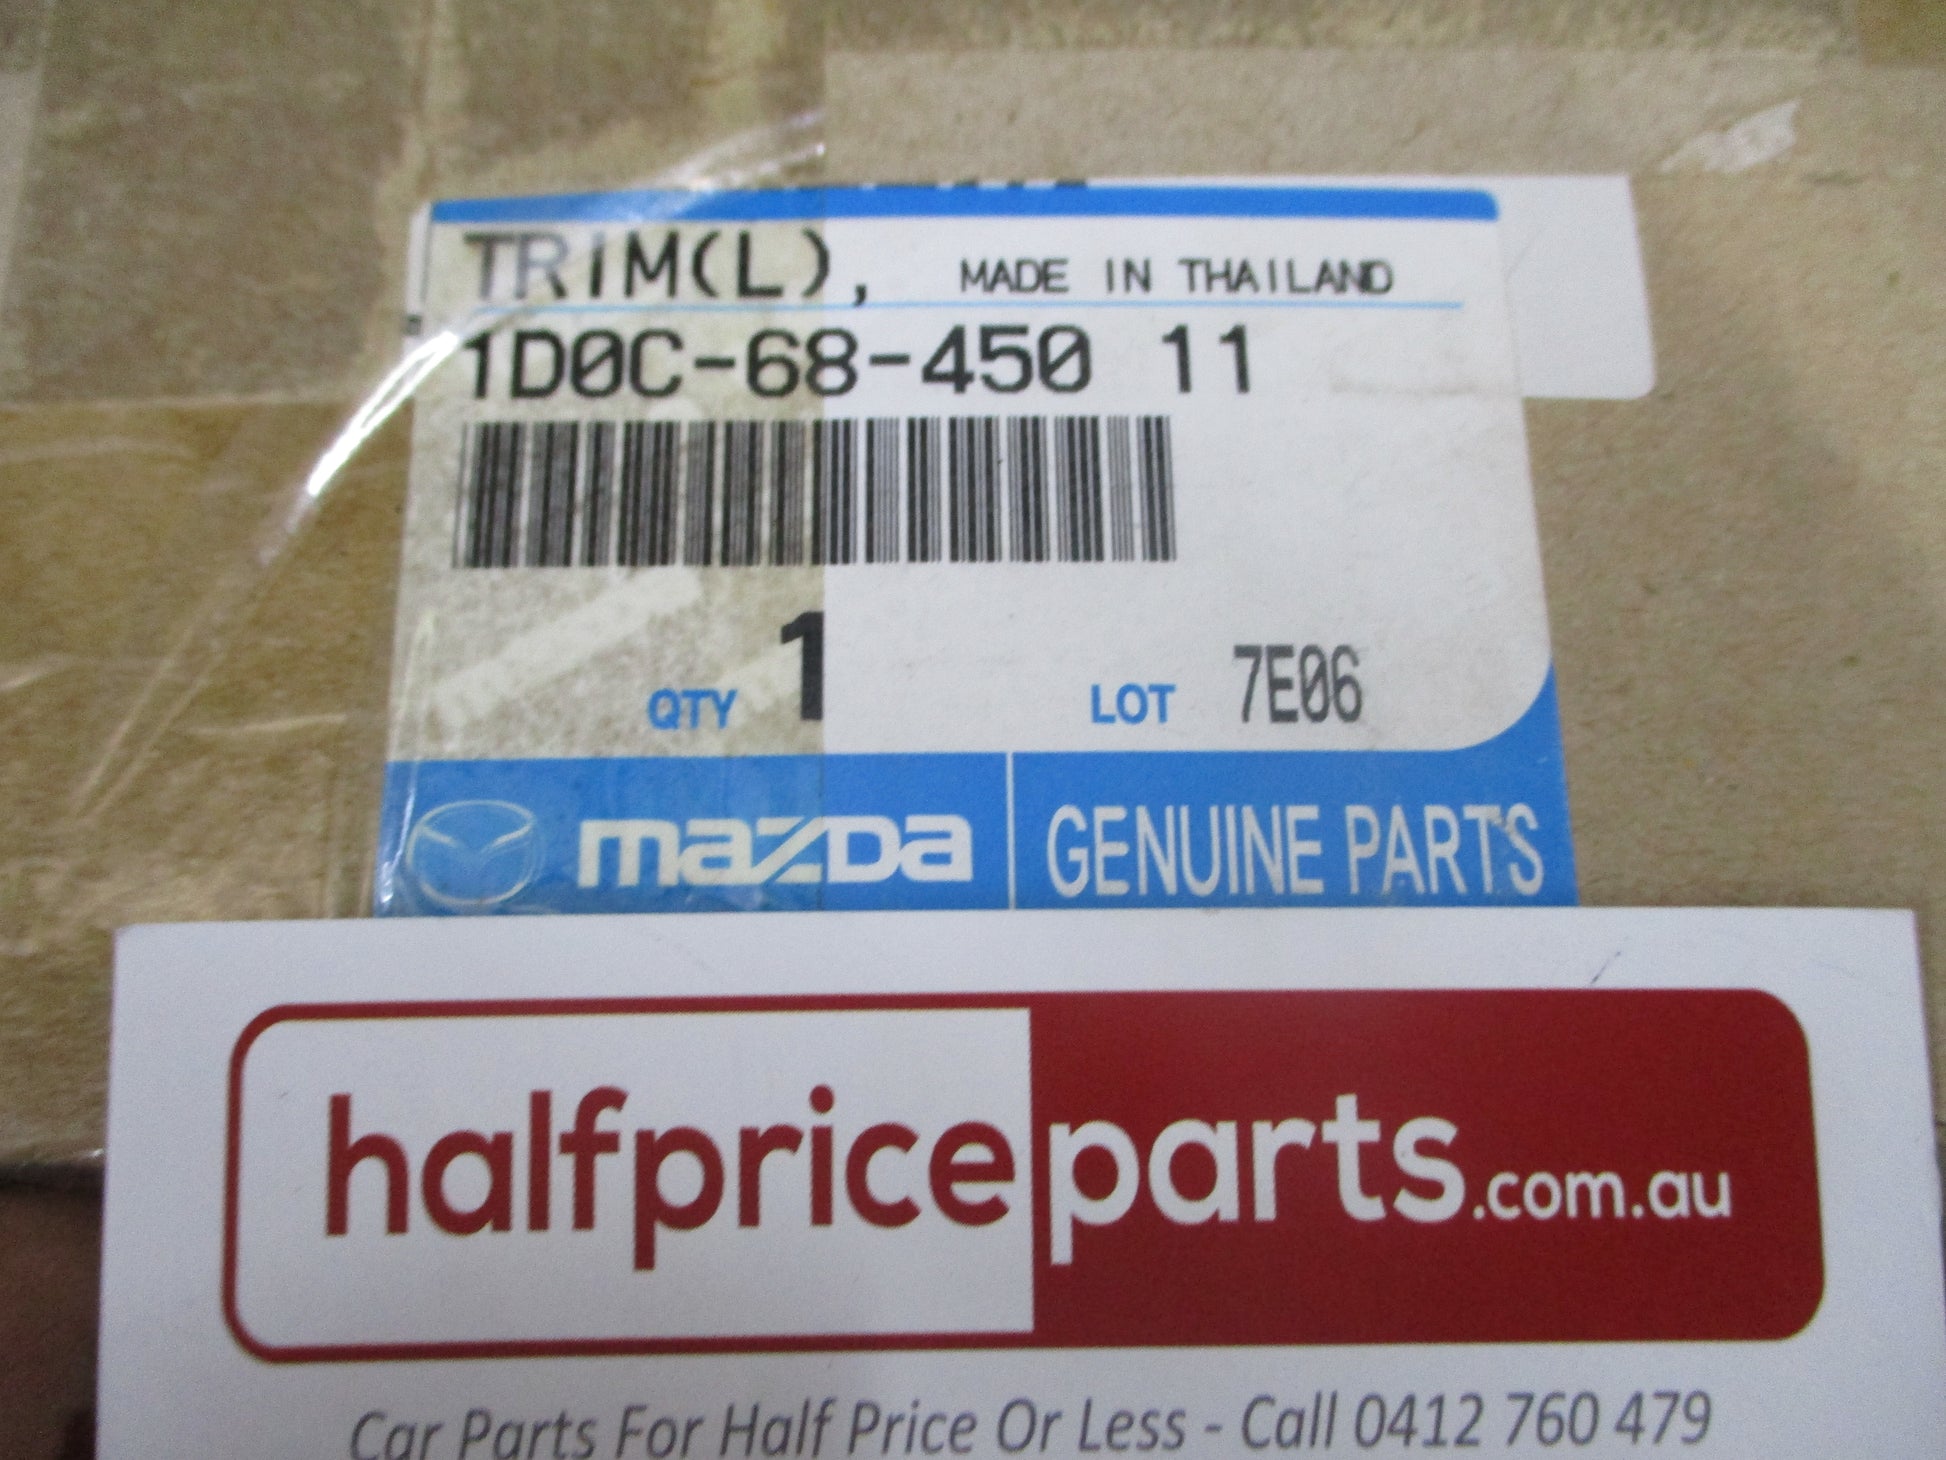 TRIM(L), MADE IN THAILAND
1D0C-68-450 11
QTY 1 LOT 7E06
mazda GENUINE PARTS
halfpriceparts.com.au
Car Parts For Half Price Or Less - Call 0412 760 479